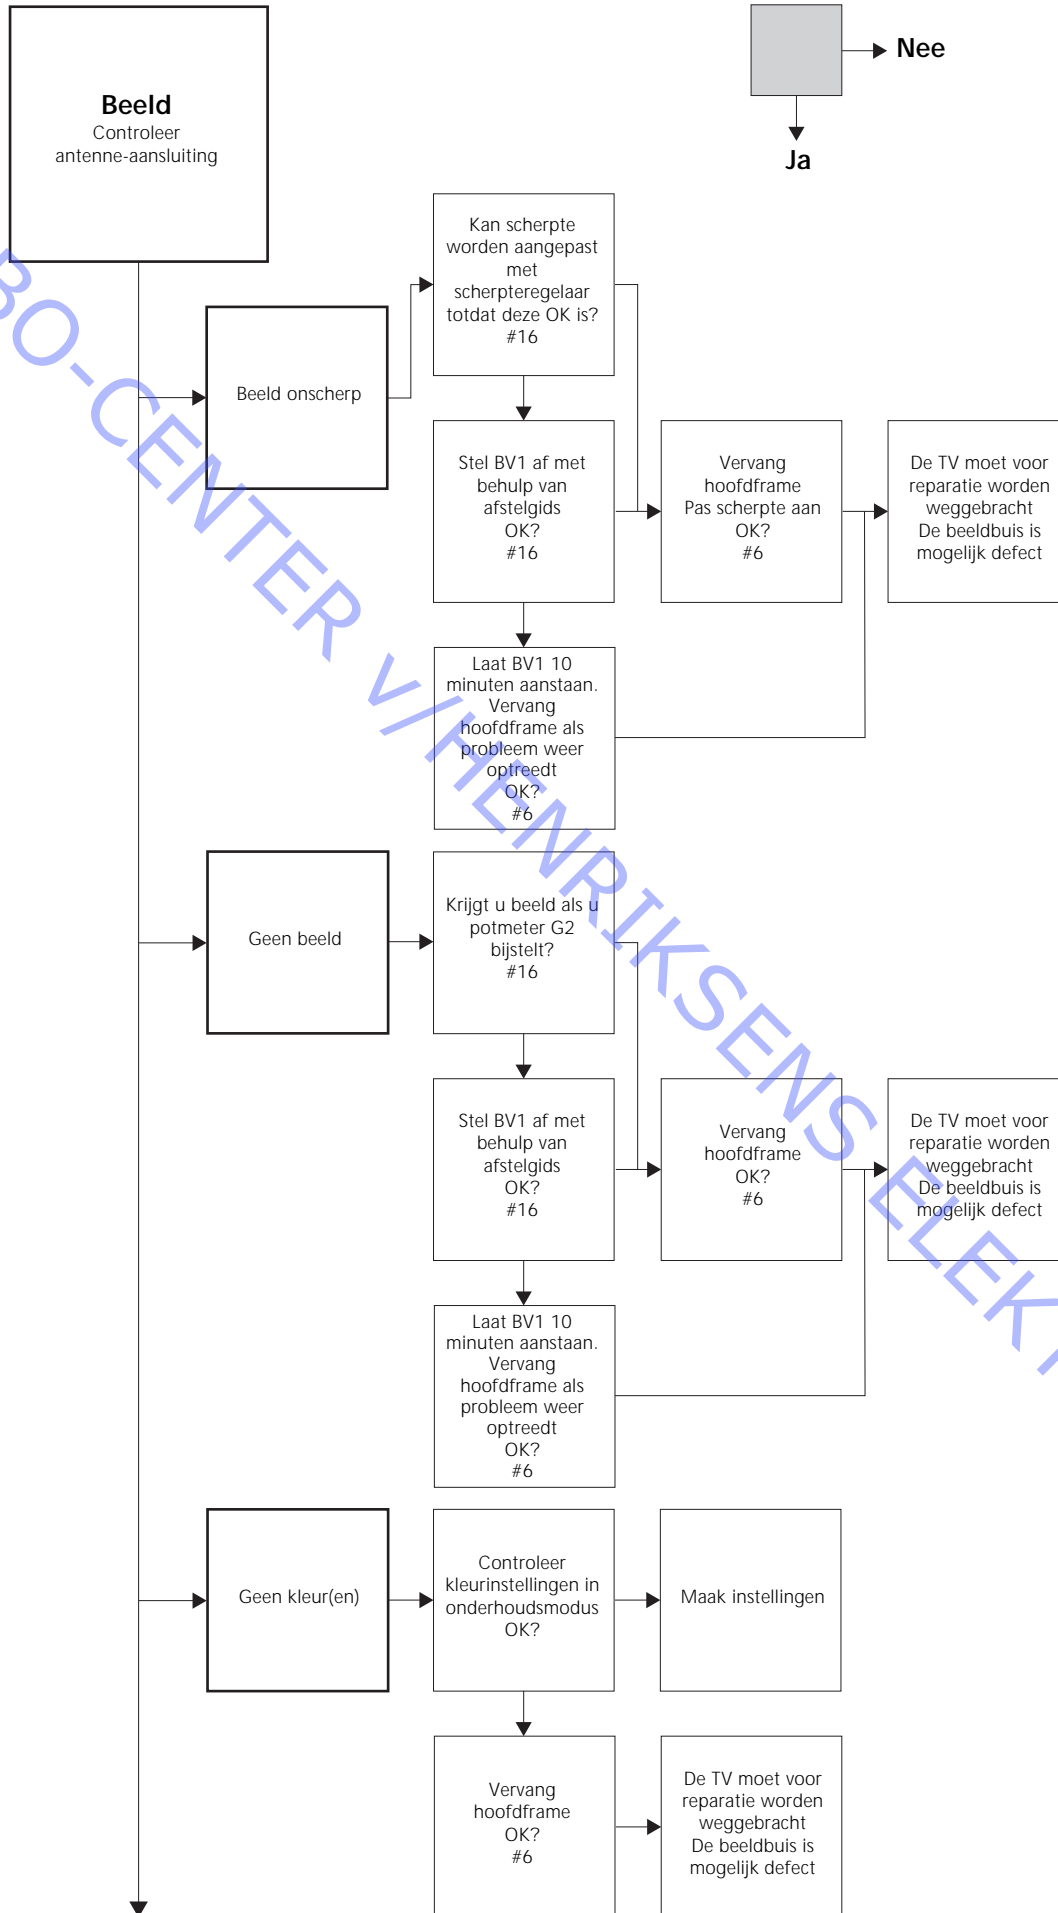 Beeld
Controleer
antenne-aansluiting
Nee
Ja
Kan scherpte
worden aangepast
met
scherpteregelaar
totdat deze OK is?
#16
Beeld onscherp
Stel BV1 af met
behulp van
afstelgids
OK?
#16
Vervang
hoofdframe
Pas scherpte aan
OK?
#6
De TV moet voor
reparatie worden
weggebracht
De beeldbuis is
mogelijk defect
Laat BV1 10
minuten aanstaan.
Vervang
hoofdframe als
probleem weer
optreedt
OK?
#6
Geen beeld
Krijgt u beeld als u
potmeter G2
bijstelt?
#16
Stel BV1 af met
behulp van
afstelgids
OK?
#16
Vervang
hoofdframe
OK?
#6
De TV moet voor
reparatie worden
weggebracht
De beeldbuis is
mogelijk defect
Laat BV1 10
minuten aanstaan.
Vervang
hoofdframe als
probleem weer
optreedt
OK?
#6
Geen kleur(en)
Controleer
kleurinstellingen in
onderhoudsmodus
OK?
Maak instellingen
Vervang
hoofdframe
OK?
#6
De TV moet voor
reparatie worden
weggebracht
De beeldbuis is
mogelijk defect
BO-CENTER v/HENRIKSENS ELEKT